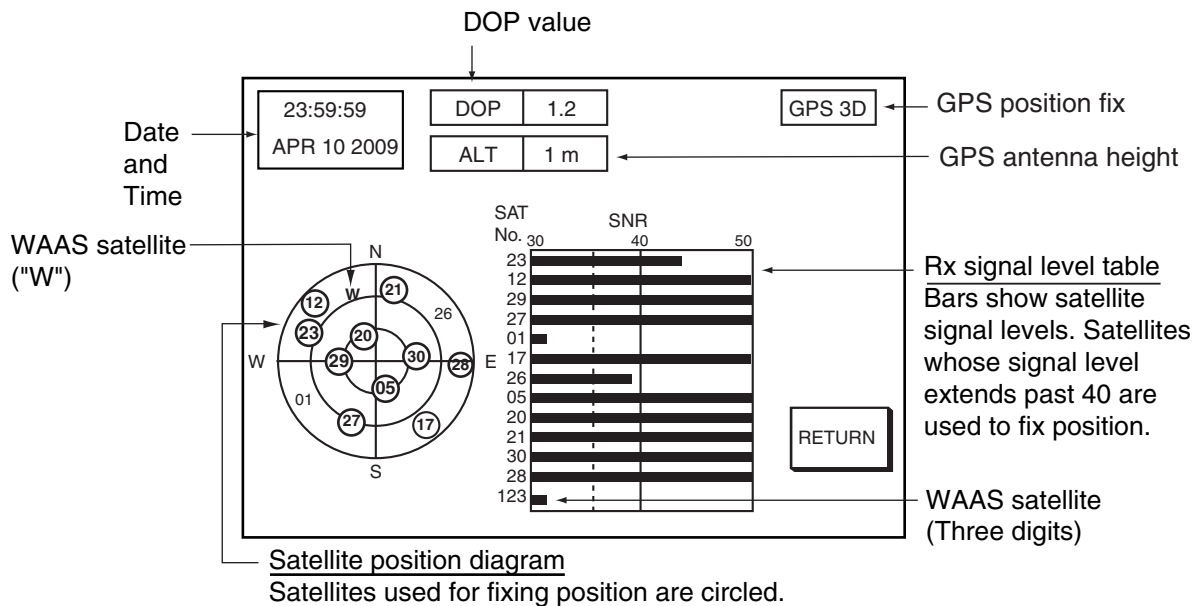 DOP value
23:59:59
APR 10 2009
DOP 1.2
ALT 1 m
GPS 3D
GPS position fix
GPS antenna height
Date
and
Time
WAAS satellite
("W")
N
W
E
S
12
W
21
26
23
20
29
30
28
05
01
27
17
SAT
No.
SNR
30 40 50
23
12
29
27
01
17
26
05
20
21
30
28
123
Rx signal level table
Bars show satellite
signal levels. Satellites
whose signal level
extends past 40 are
used to fix position.
RETURN
WAAS satellite
(Three digits)
Satellite position diagram
Satellites used for fixing position are circled.